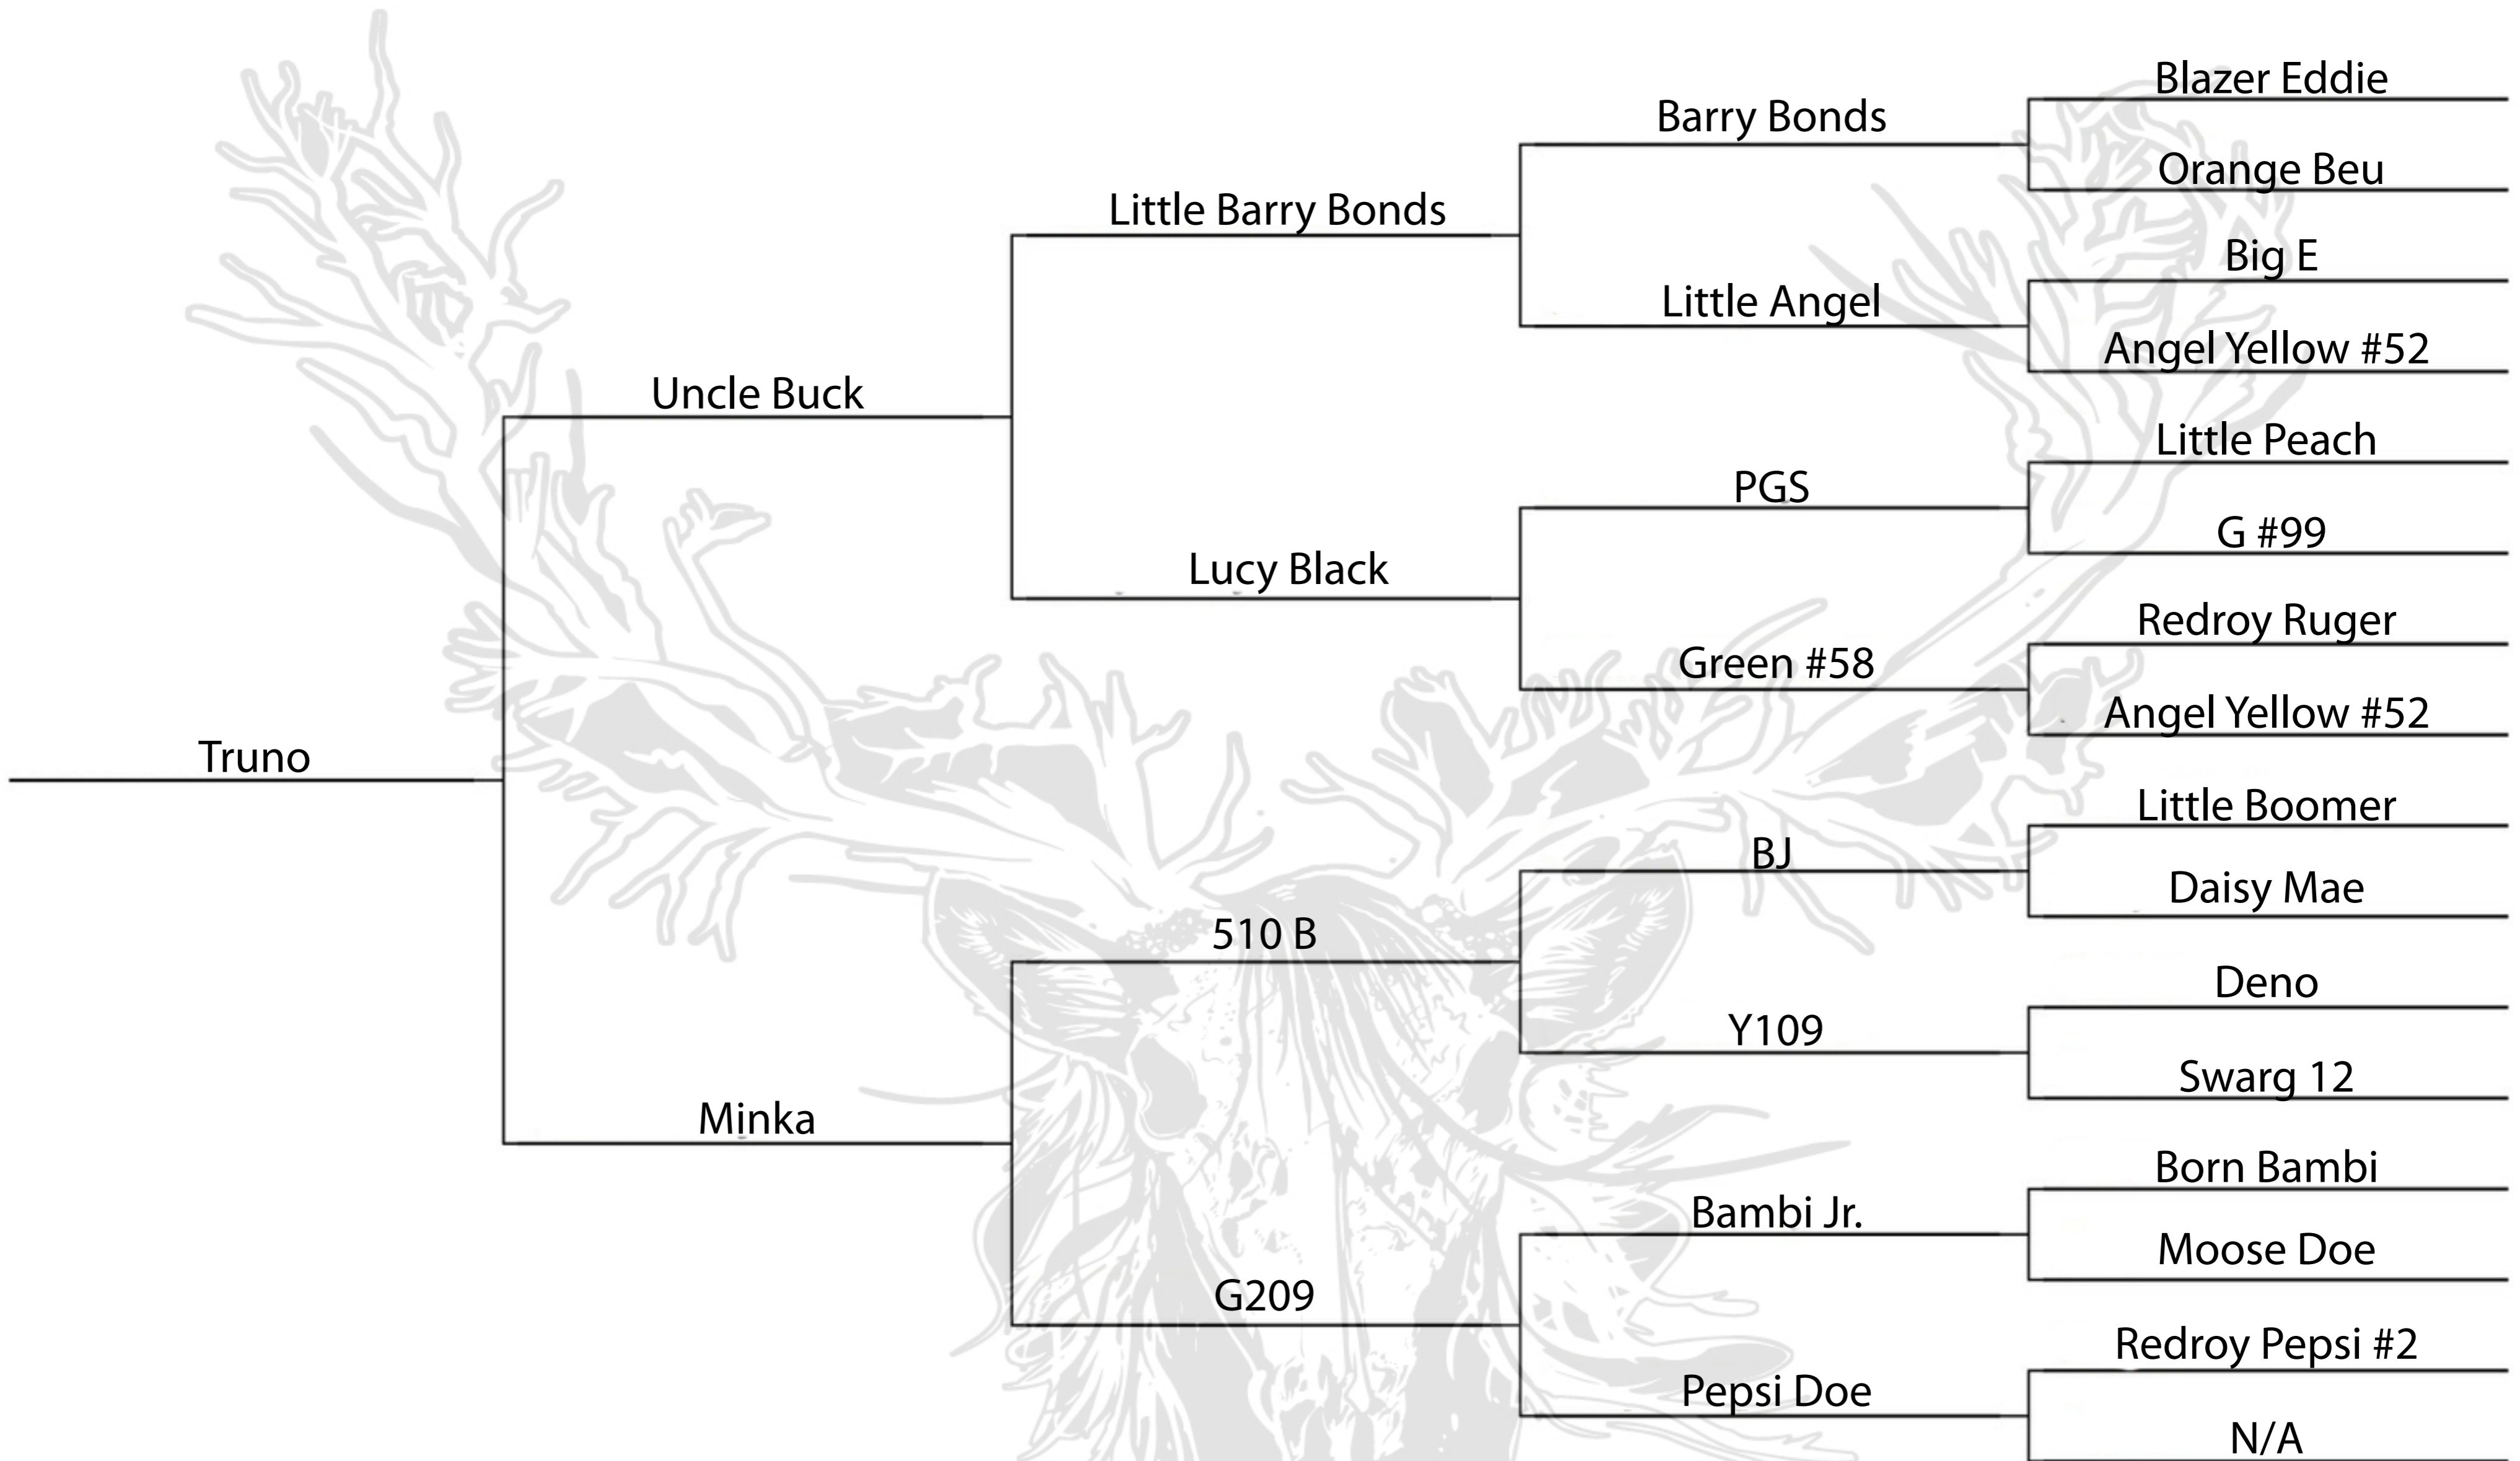 Blazer Eddie
Barry Bonds
Orange Beu
Little Barry Bonds
Big E
Little Angel
Angel Yellow #52
Uncle Buck
Little Peach
PGS
G #99
Lucy Black
Redroy Ruger
Green #58
Angel Yellow #52
Truno
Little Boomer
BJ
Daisy Mae
510 B
Deno
Y109
Swarg 12
Minka
Born Bambi
Bambi Jr.
Moose Doe
G209
Redroy Pepsi #2
Pepsi Doe
N/A